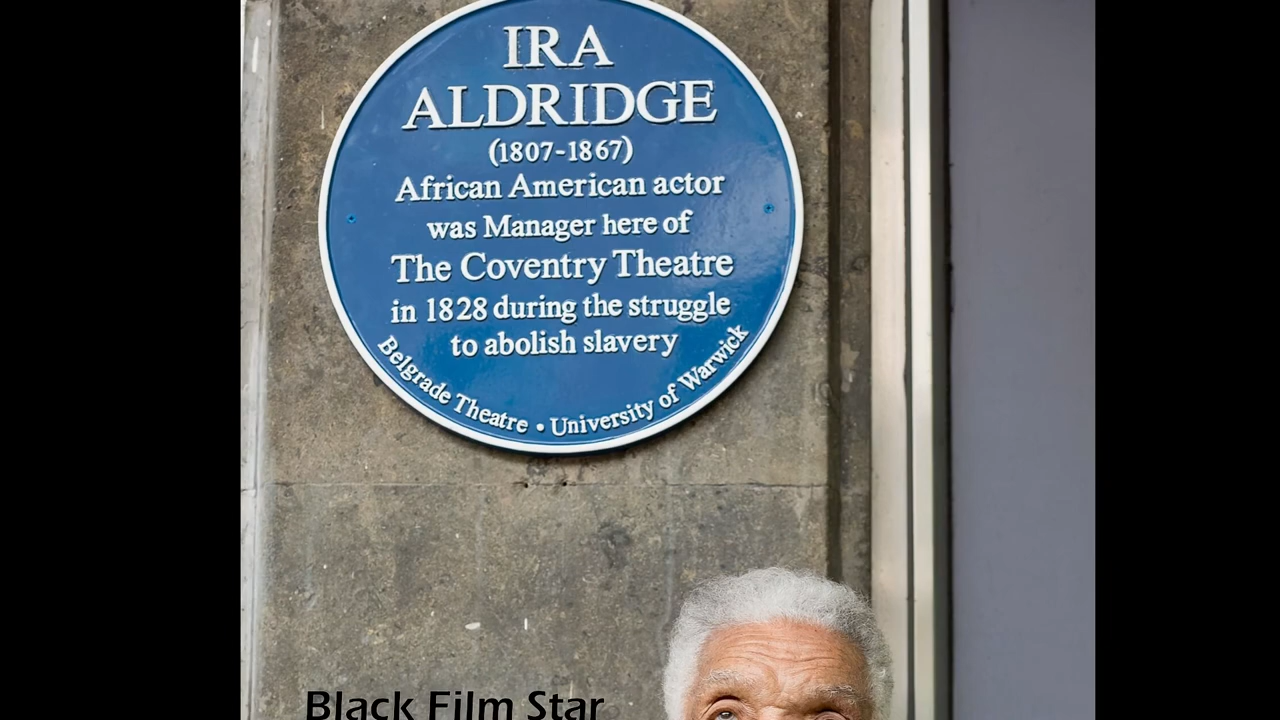 IRA
ALDRIDGE
(1807-1867)
African American actor
was Manager here of
The Coventry Theatre
in 1828 during the struggle
to abolish slavery
Belgrade Theatre • University of Warwick
Black Film Star